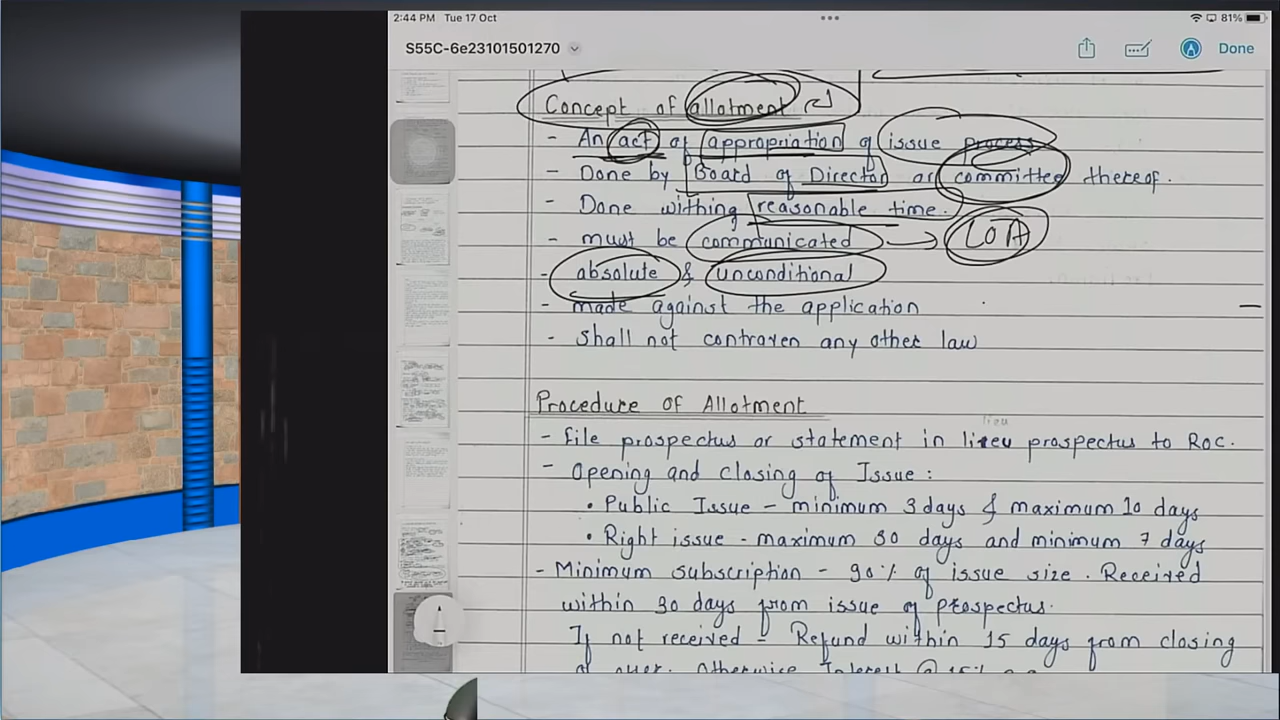 2:44 PM Tue 17 Oct
81%
S55C-6e23101501270
Done
Concept of allotment
- An act of appropriation of issue process
- Done by Board of Director or committee thereof.
- Done withing reasonable time.
- must be communicated → LOA
- absolute & unconditional
- made against the application
- shall not contraven any other law
Procedure of Allotment
lieu
- File prospectus or statement in prospectus to Roc.
- Opening and closing of Issue :
• Public Issue - minimum 3 days & maximum 10 days
• Right issue - maximum 30 days and minimum 7 days
- Minimum subscription - 90% of issue size. Received
within 30 days from issue of prospectus.
If not received - Refund within 15 days from closing
of Otherwise Interest @ 15%